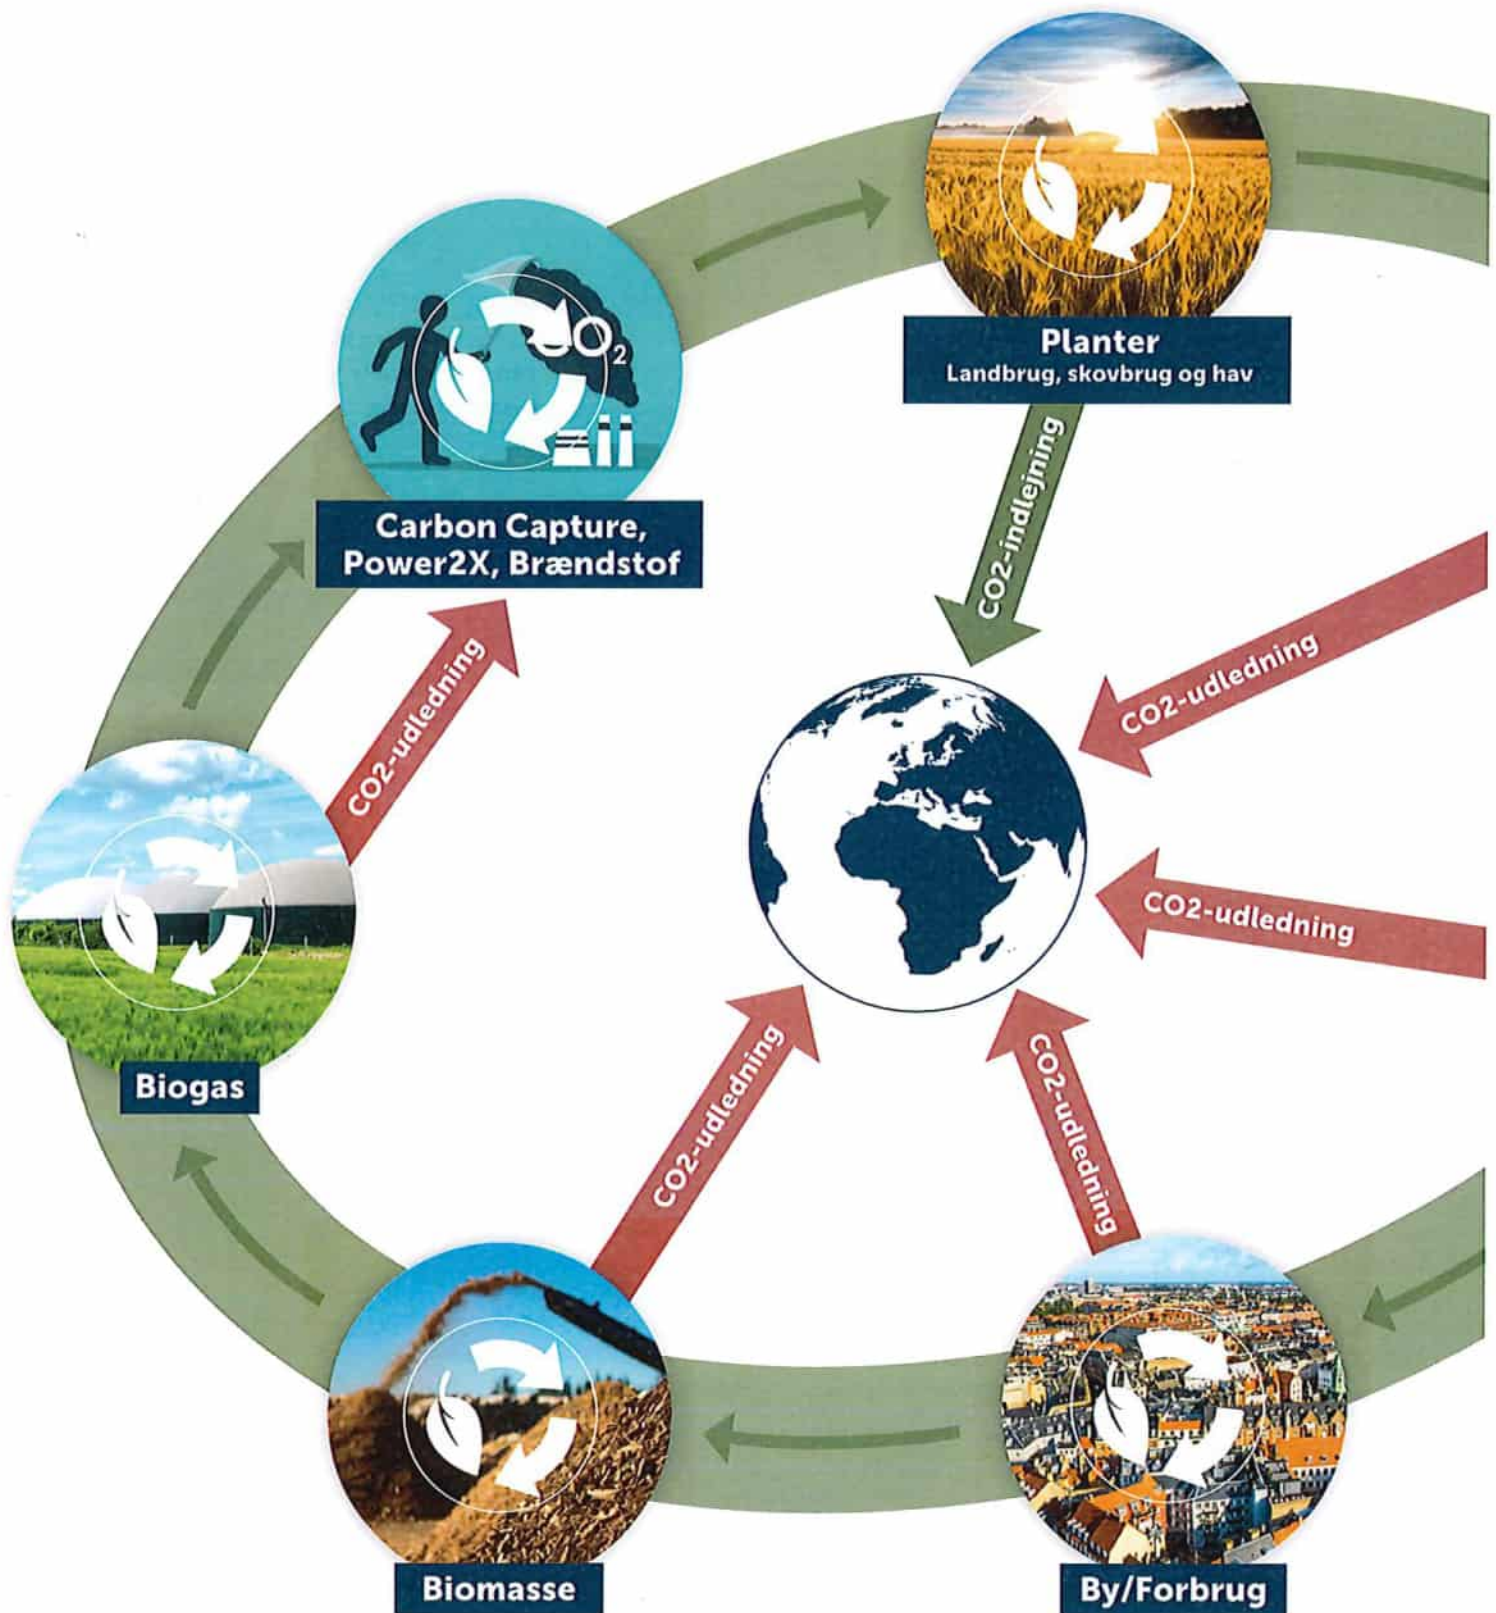 Planter
Landbrug, skovbrug og hav
CO2-indlejning
CO2
Carbon Capture,
Power2X, Brændstof
CO2-udledning
CO2-udledning
CO2-udledning
Biogas
CO2-udledning
CO2-udledning
Biomasse
By/Forbrug